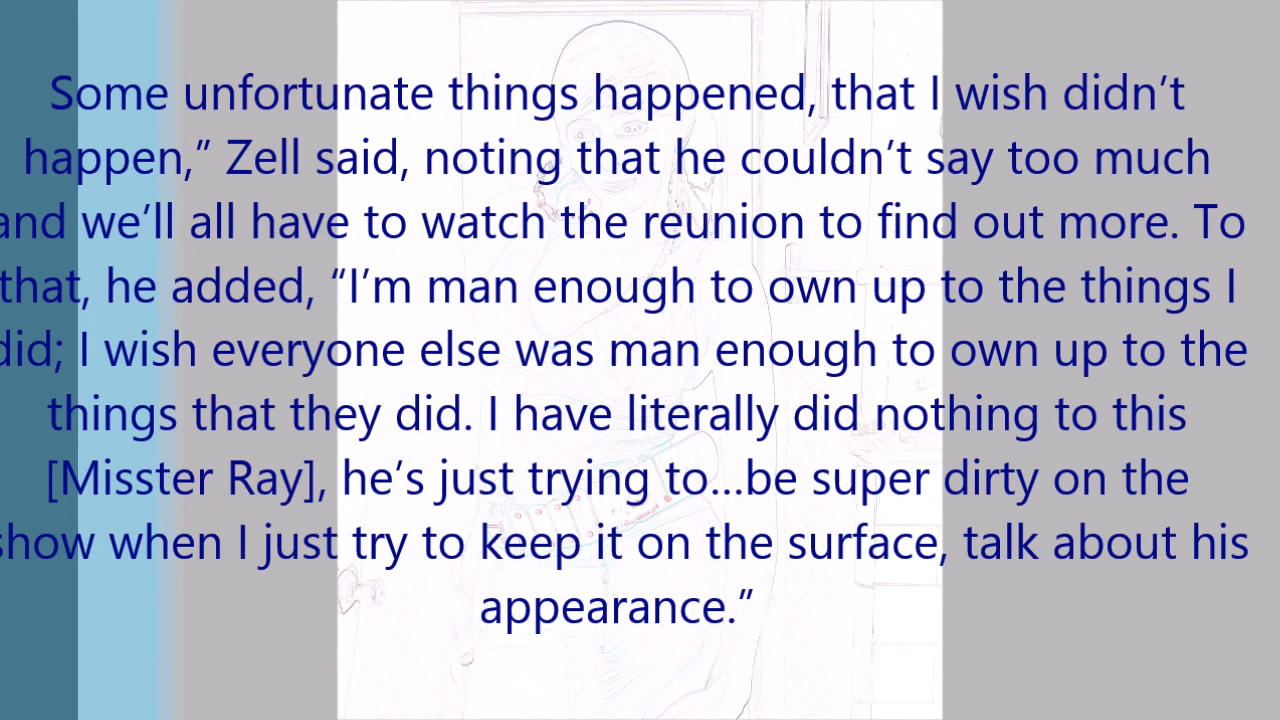 Some unfortunate things happened, that I wish didn’t
happen,” Zell said, noting that he couldn’t say too much
and we’ll all have to watch the reunion to find out more. To
that, he added, “I’m man enough to own up to the things I
did; I wish everyone else was man enough to own up to the
things that they did. I have literally did nothing to this
[Misster Ray], he’s just trying to…be super dirty on the
show when I just try to keep it on the surface, talk about his
appearance.”